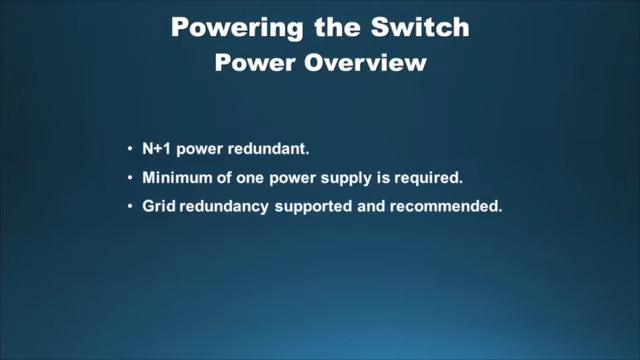 Powering the Switch
Power Overview
• N+1 power redundant.
• Minimum of one power supply is required.
• Grid redundancy supported and recommended.